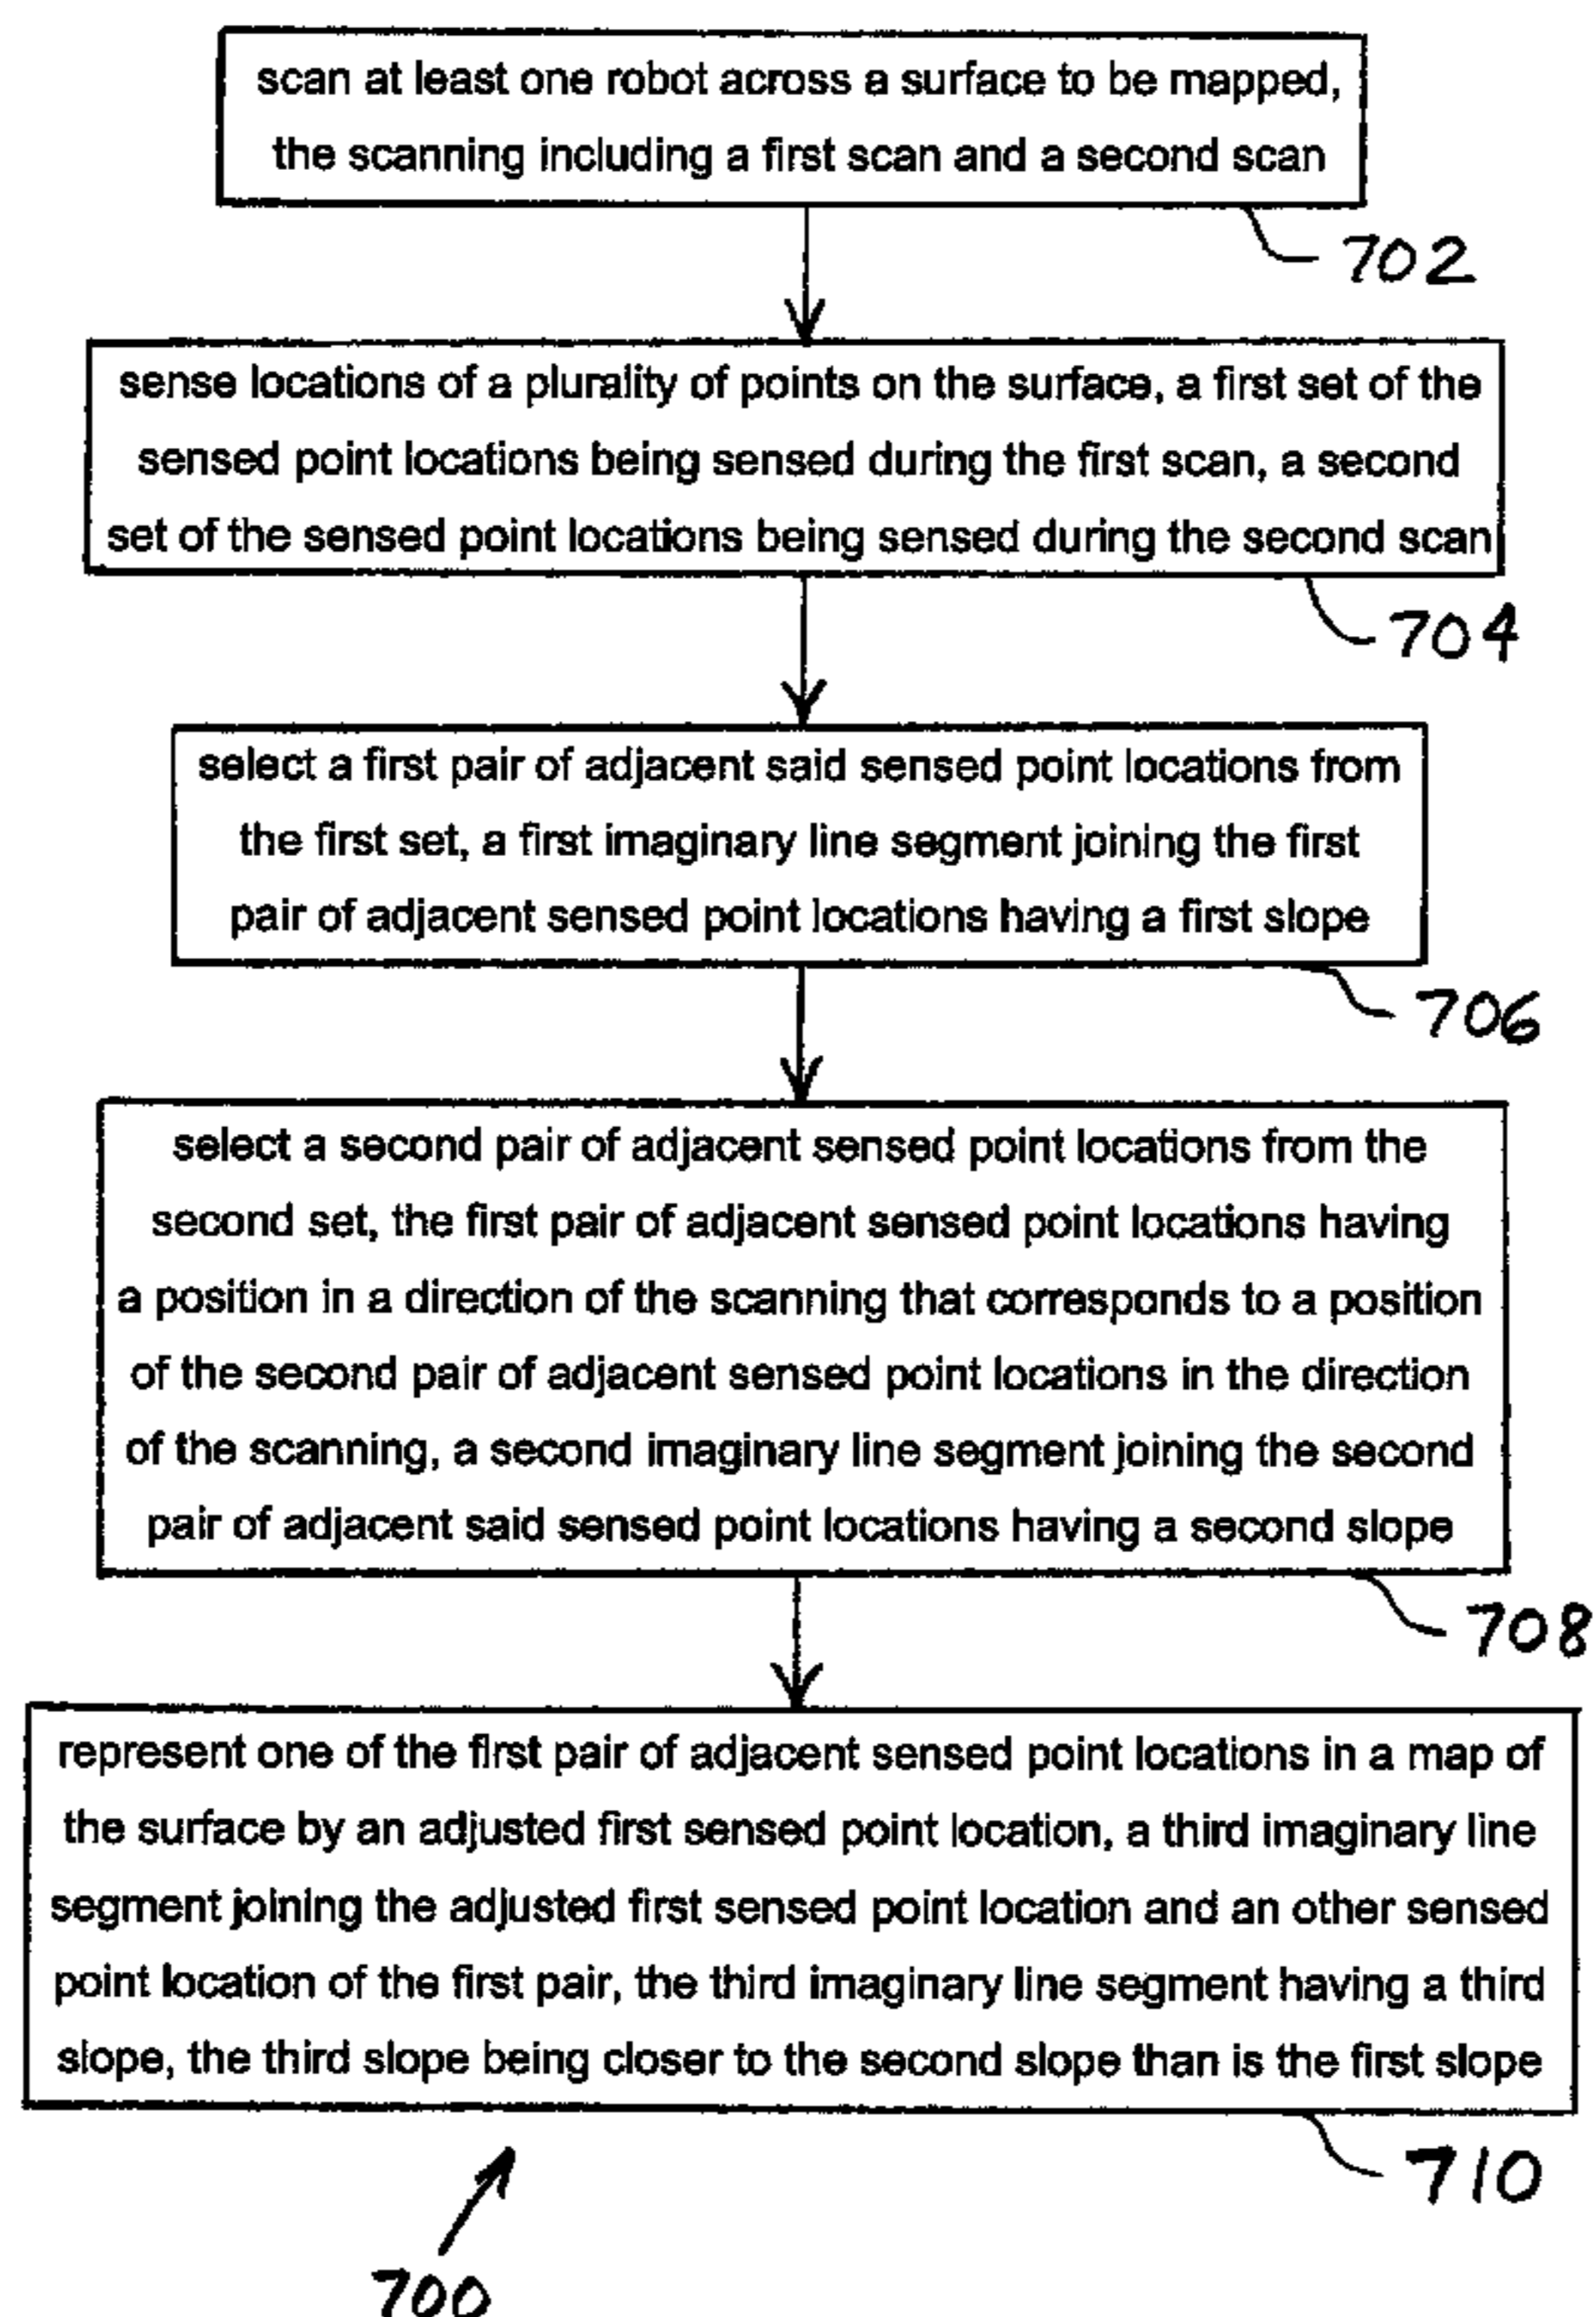 scan at least one robot across a surface to be mapped,
the scanning including a first scan and a second scan
702
sense locations of a plurality of points on the surface, a first set of the
sensed point locations being sensed during the first scan, a second
set of the sensed point locations being sensed during the second scan
704
select a first pair of adjacent said sensed point locations from
the first set, a first imaginary line segment joining the first
pair of adjacent sensed point locations having a first slope
706
select a second pair of adjacent sensed point locations from the
second set, the first pair of adjacent sensed point locations having
a position in a direction of the scanning that corresponds to a position
of the second pair of adjacent sensed point locations in the direction
of the scanning, a second imaginary line segment joining the second
pair of adjacent said sensed point locations having a second slope
708
represent one of the first pair of adjacent sensed point locations in a map of
the surface by an adjusted first sensed point location, a third imaginary line
segment joining the adjusted first sensed point location and an other sensed
point location of the first pair, the third imaginary line segment having a third
slope, the third slope being closer to the second slope than is the first slope
710
700